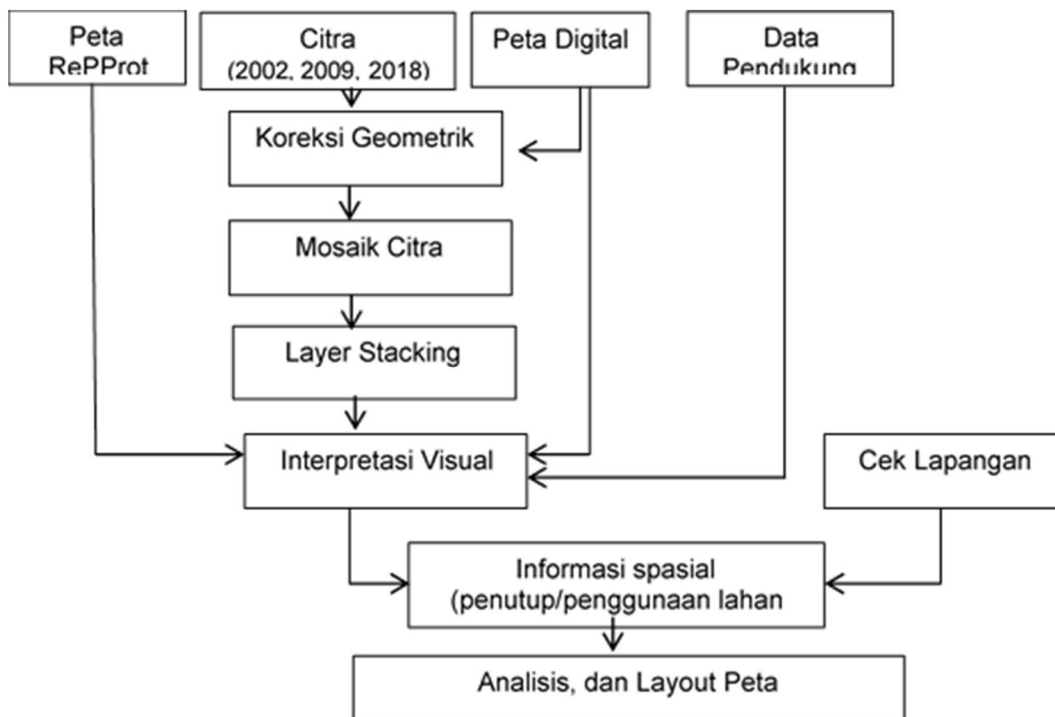 Peta
RePProt
Citra
(2002, 2009, 2018)
Peta Digital
Data
Pendukung
Koreksi Geometrik
Mosaik Citra
Layer Stacking
Interpretasi Visual
Cek Lapangan
Informasi spasial
(penutup/penggunaan lahan
Analisis, dan Layout Peta